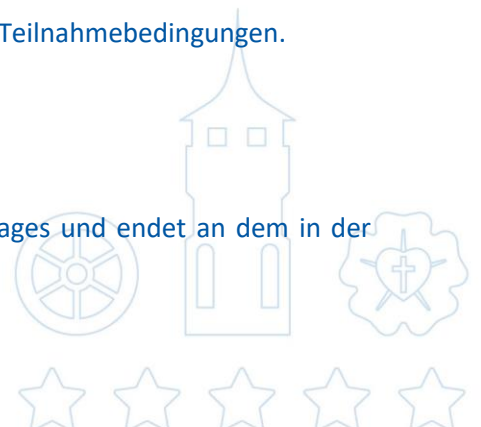 Teilnahmebedingungen.
ages und endet an dem in der